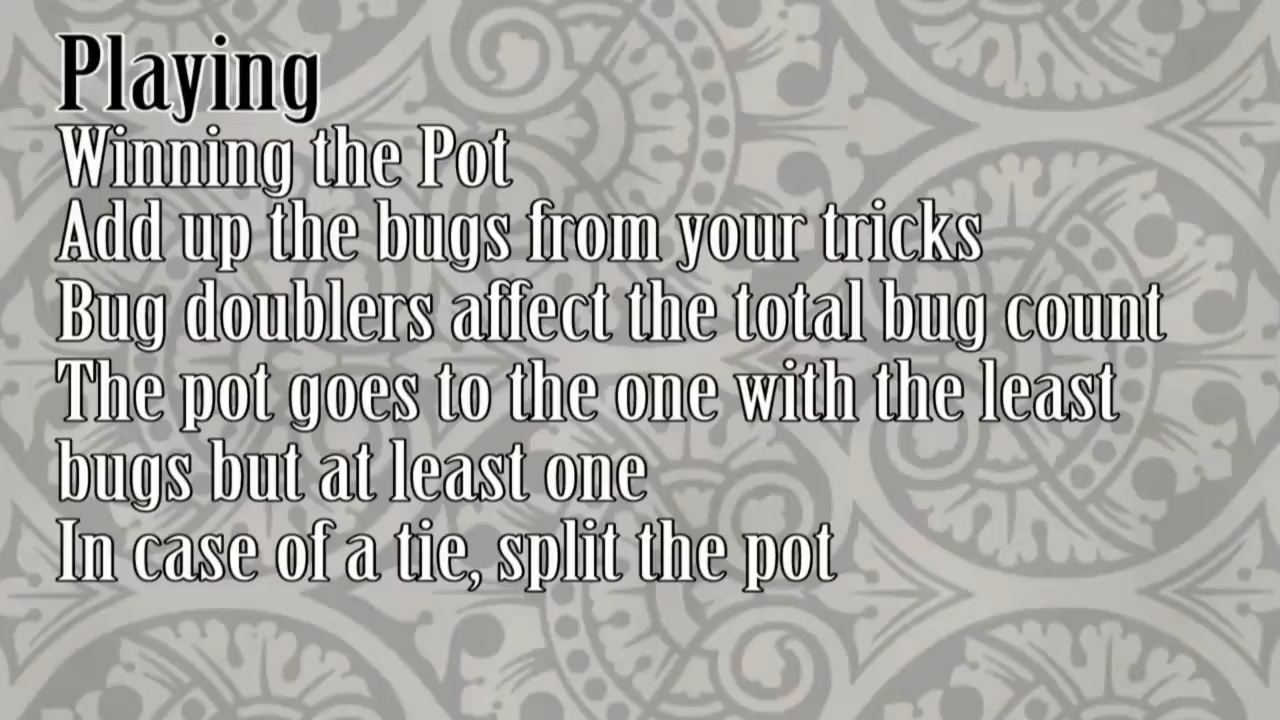 Playing
Winning the Pot
Add up the bugs from your tricks
Bug doublers affect the total bug count
The pot goes to the one with the least
bugs but at least one
In case of a tie, split the pot